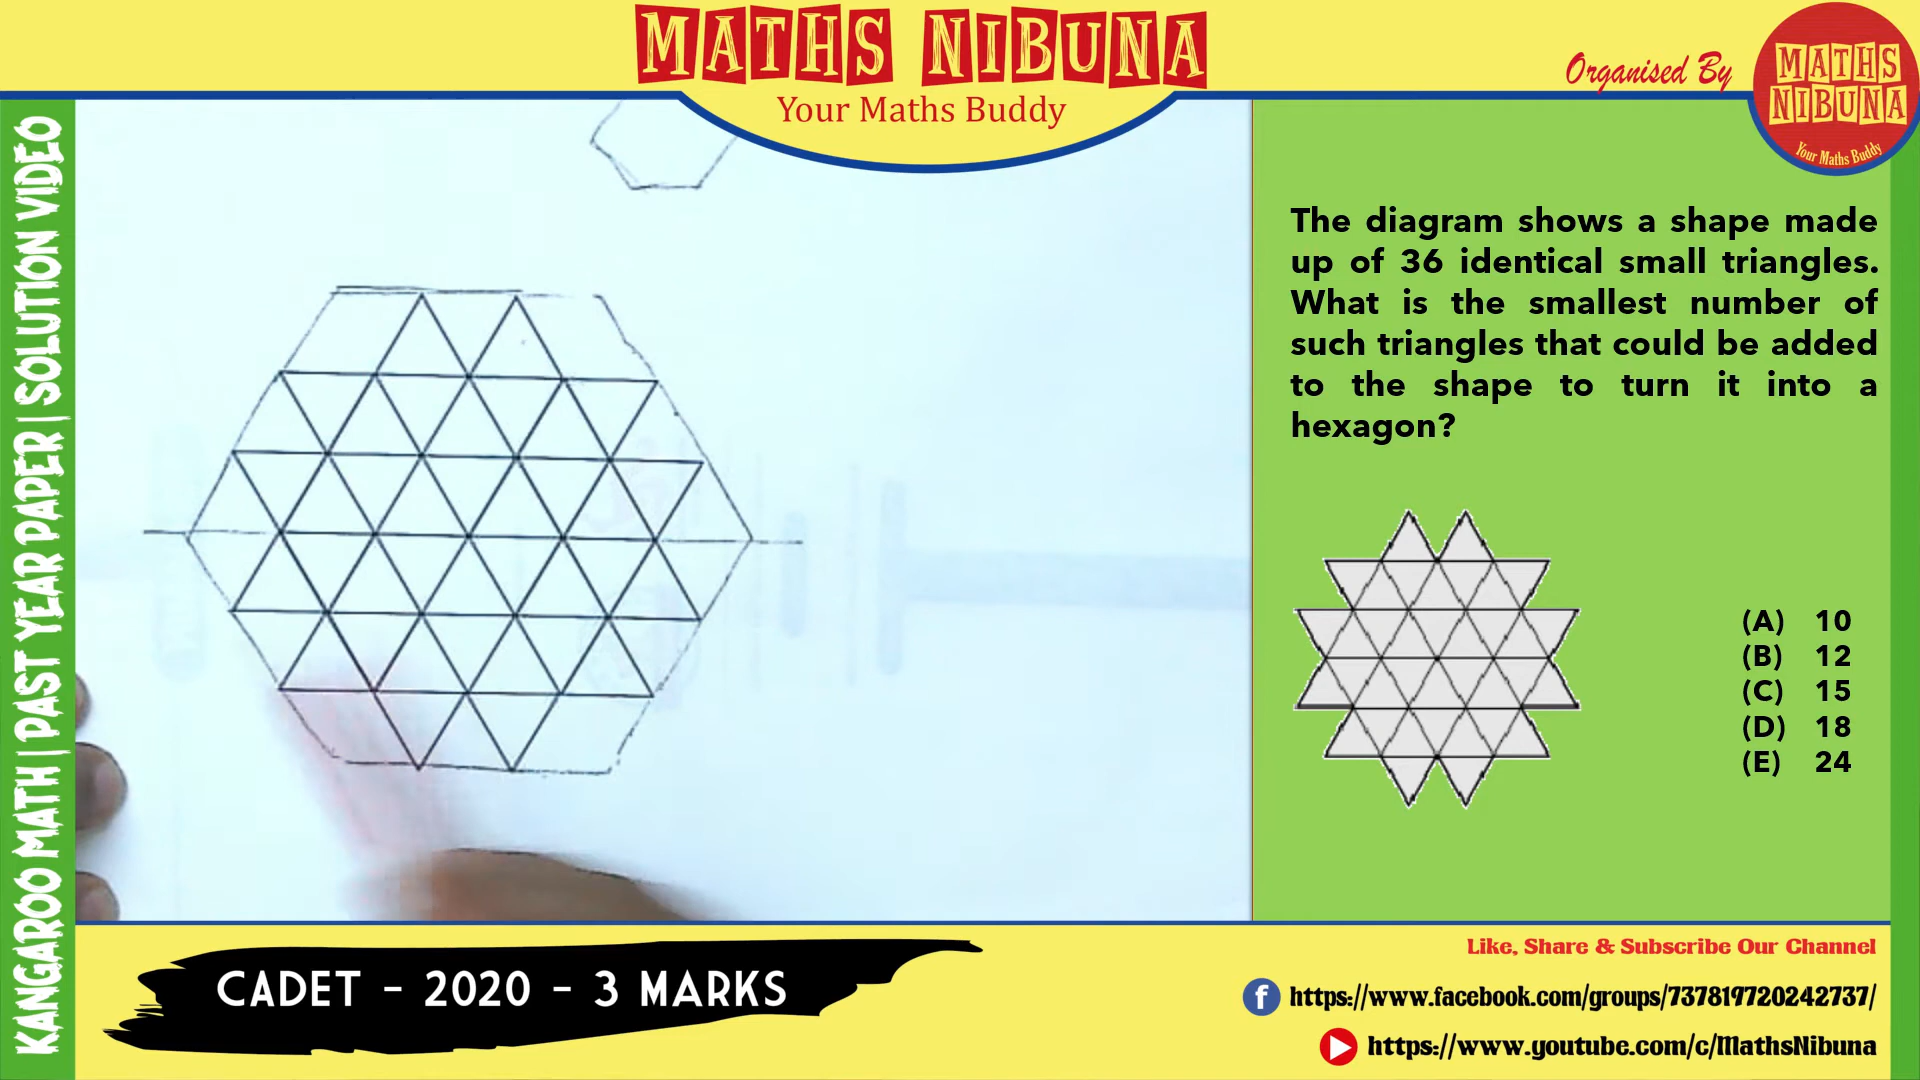 MATHS NIBUNA
Your Maths Buddy
Organised By
MATHS
NIBUNA
Your Maths Buddy
KANGAROO MATH | PAST YEAR PAPER | SOLUTION VIDEO
The diagram shows a shape made
up of 36 identical small triangles.
What is the smallest number of
such triangles that could be added
to the shape to turn it into a
hexagon?
(A) 10
(B) 12
(C) 15
(D) 18
(E) 24
CADET - 2020 - 3 MARKS
Like, Share & Subscribe Our Channel
f https://www.facebook.com/groups/737819720242737/
https://www.youtube.com/c/MathsNibuna